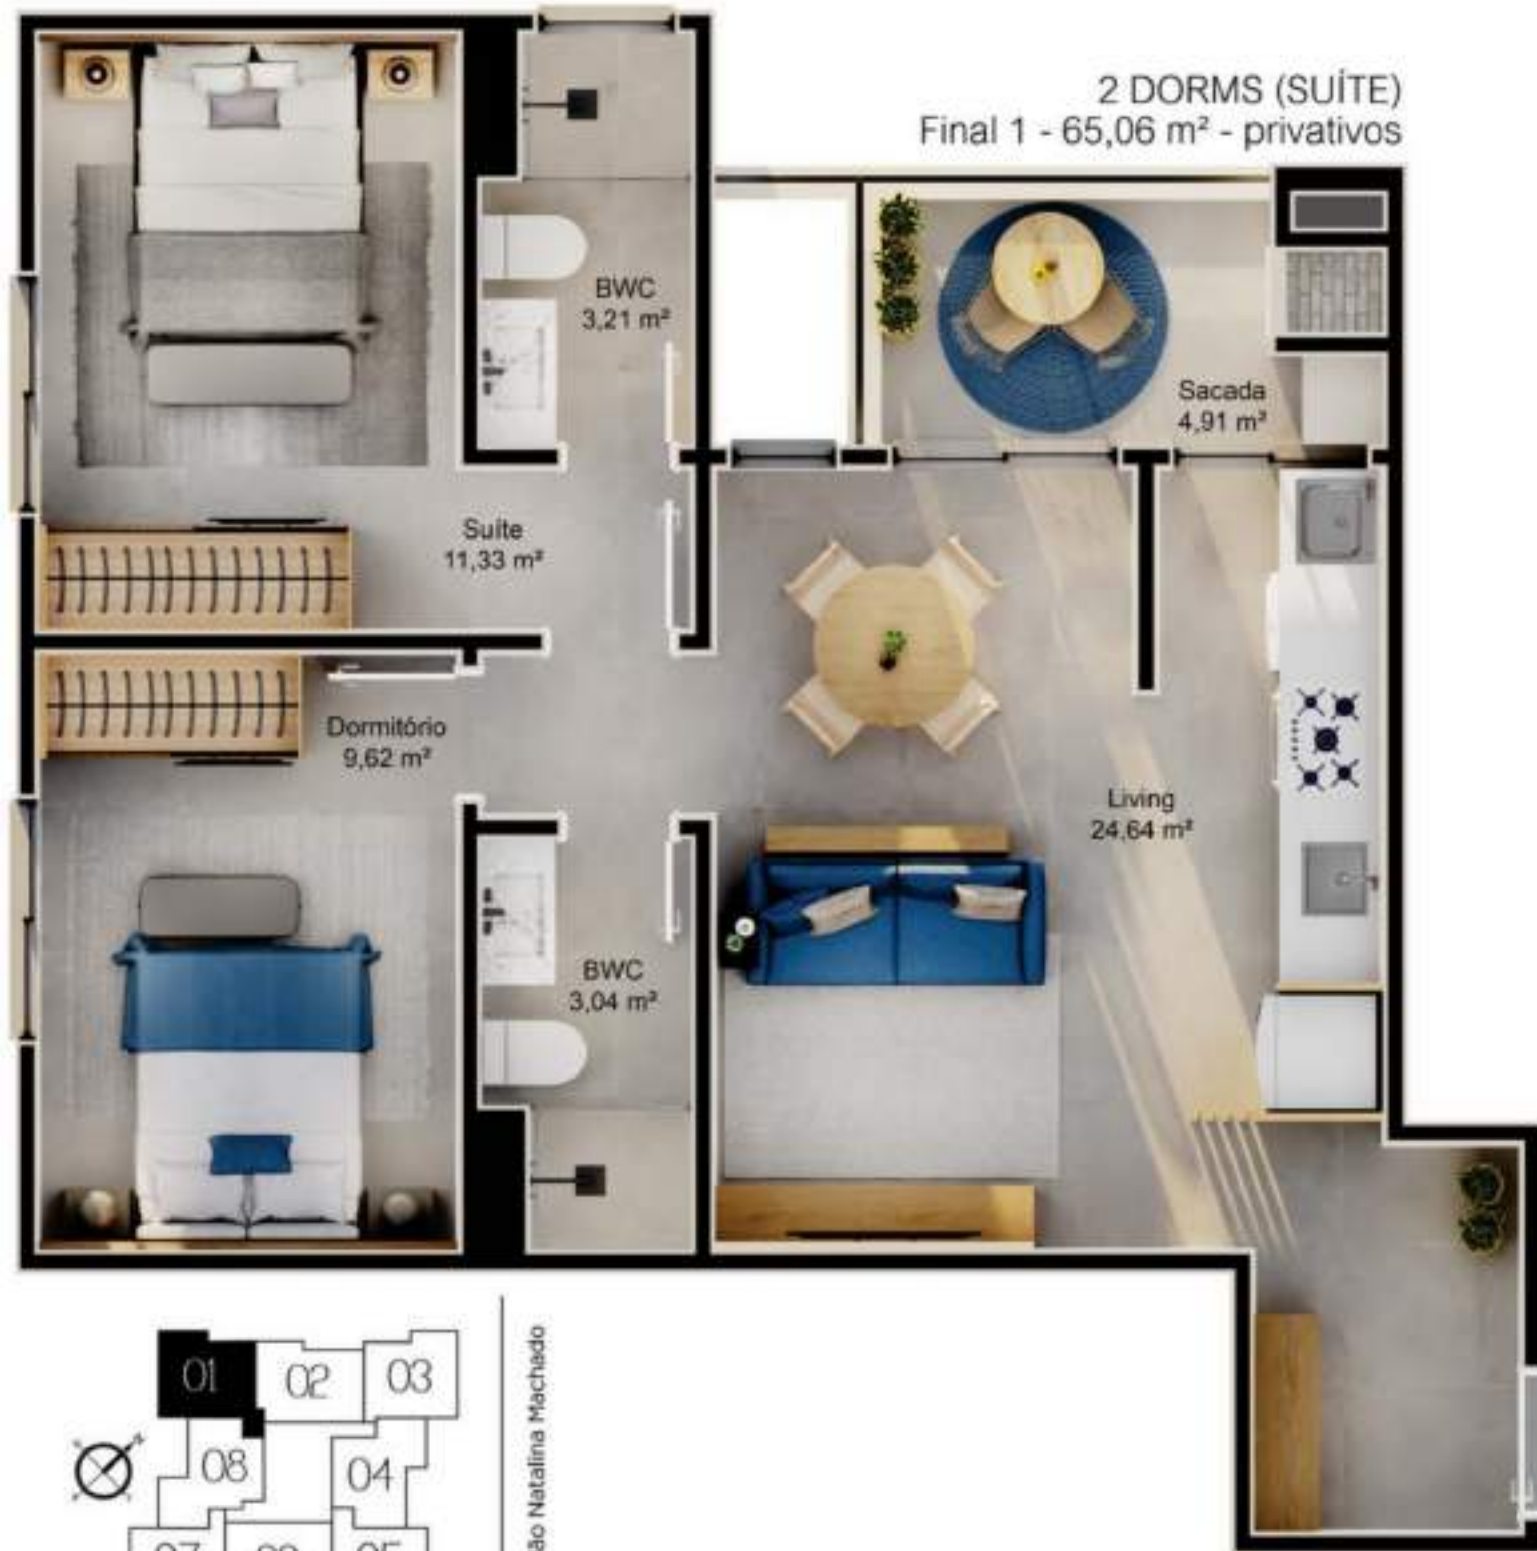 2 DORMS (SUÍTE)
Final 1 - 65,06 m² - privativos
BWC
3,21 m²
Sacada
4,91 m²
Suíte
11,33 m²
Dormitório
9,62 m²
Living
24,64 m²
BWC
3,04 m²
01
02
03
08
04
Natalina Machado